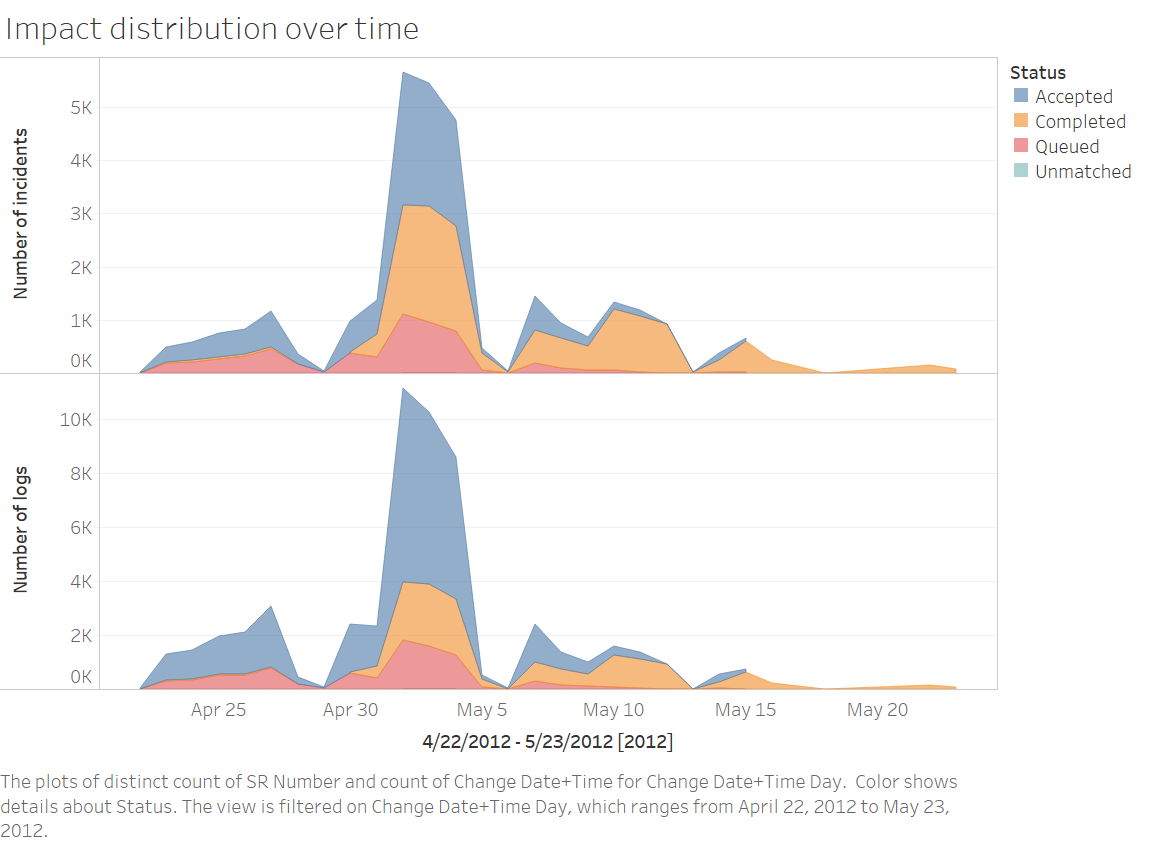 Impact distribution over time
Number of incidents
5K
4K
3K
2K
1K
0K
Number of logs
10K
8K
6K
4K
2K
0K
Apr 25
Apr 30
May 5
May 10
May 15
May 20
4/22/2012 - 5/23/2012 [2012]
Status
Accepted
Completed
Queued
Unmatched
The plots of distinct count of SR Number and count of Change Date+Time for Change Date+Time Day.  Color shows
details about Status. The view is filtered on Change Date+Time Day, which ranges from April 22, 2012 to May 23,
2012.